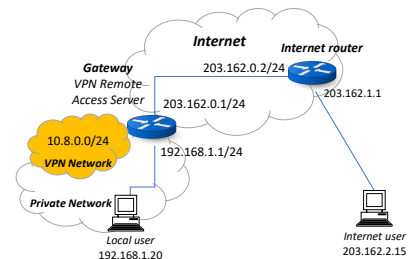 Internet
Internet router
Gateway
VPN Remote
Access Server
203.162.0.2/24
203.162.0.1/24
203.162.1.1
10.8.0.0/24
VPN Network
192.168.1.1/24
Private Network
Local user
192.168.1.20
Internet user
203.162.2.15